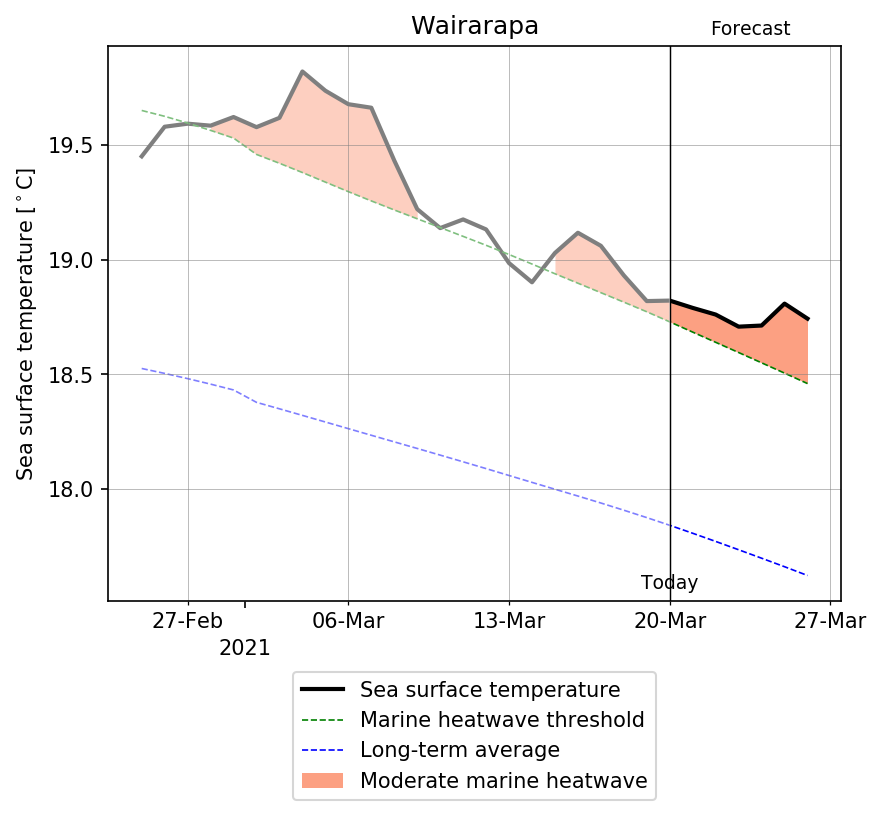 Wairarapa
Forecast
Sea surface temperature [°C]
19.5
19.0
18.5
18.0
Today
27-Feb 06-Mar 13-Mar 20-Mar 27-Mar
2021
Sea surface temperature
Marine heatwave threshold
Long-term average
Moderate marine heatwave